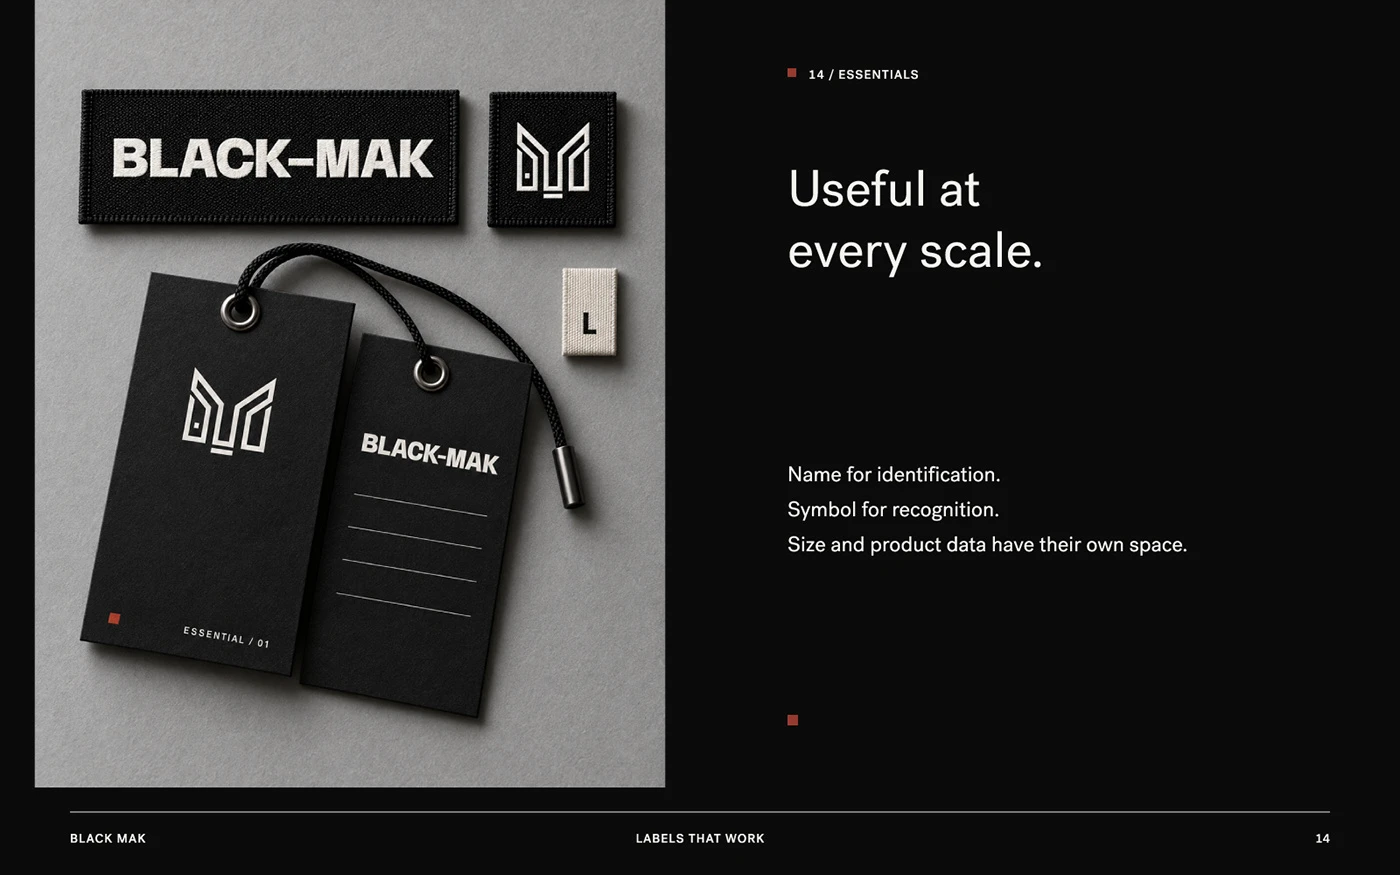 BLACK–MAK
L
BLACK-MAK
ESSENTIAL / 01
14 / ESSENTIALS
Useful at
every scale.
Name for identification.
Symbol for recognition.
Size and product data have their own space.
BLACK MAK
LABELS THAT WORK
14